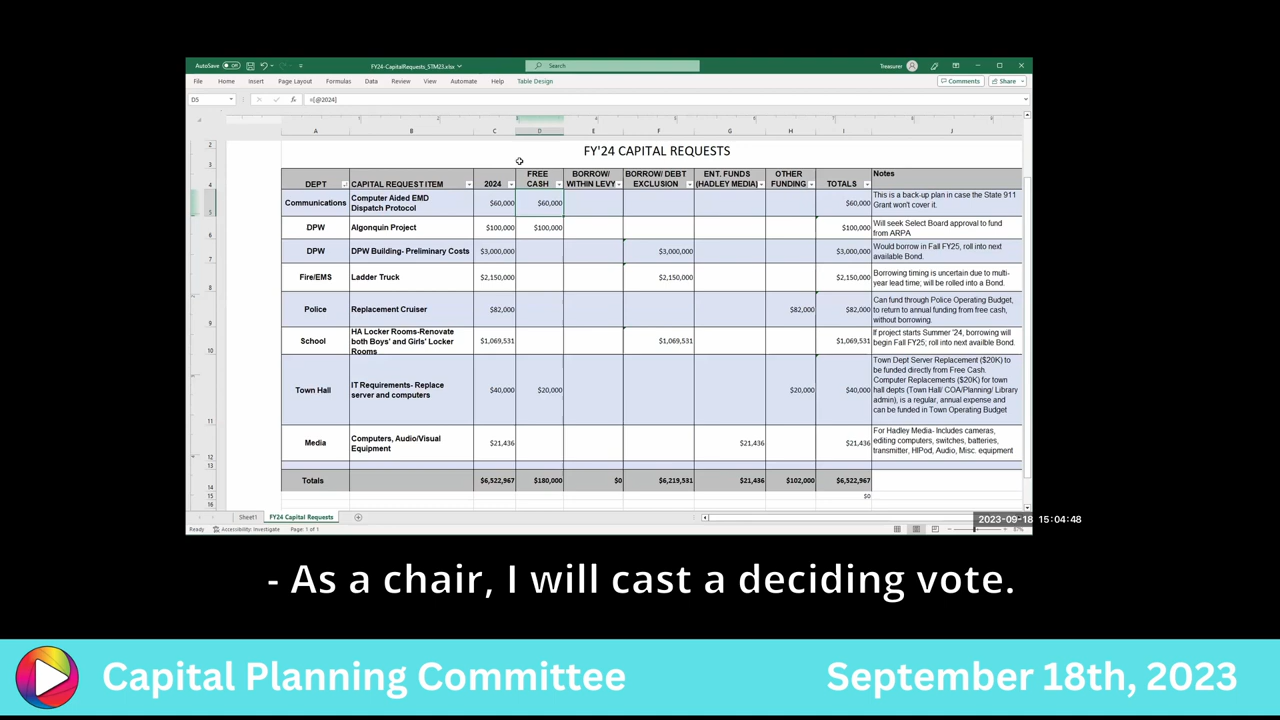 AutoSave Off FY24-CapitalRequests_STM23.xlsx Search Treasurer
File Home Insert Page Layout Formulas Data Review View Automate Help Table Design Comments Share
D5 fx =[@2024]
A B C D E F G H I J
FY'24 CAPITAL REQUESTS
DEPT CAPITAL REQUEST ITEM 2024 FREE CASH BORROW/ WITHIN LEVY BORROW/ DEBT EXCLUSION ENT. FUNDS (HADLEY MEDIA) OTHER FUNDING TOTALS Notes
Communications Computer Aided EMD Dispatch Protocol $60,000 $60,000 $60,000 This is a back-up plan in case the State 911 Grant won't cover it.
DPW Algonquin Project $100,000 $100,000 $100,000 Will seek Select Board approval to fund from ARPA
DPW DPW Building- Preliminary Costs $3,000,000 $3,000,000 $3,000,000 Would borrow in Fall FY25, roll into next available Bond.
Fire/EMS Ladder Truck $2,150,000 $2,150,000 $2,150,000 Borrowing timing is uncertain due to multi-year lead time; will be rolled into a Bond.
Police Replacement Cruiser $82,000 $82,000 $82,000 Can fund through Police Operating Budget, to return to annual funding from free cash, without borrowing.
School HA Locker Rooms-Renovate both Boys' and Girls' Locker Rooms $1,069,531 $1,069,531 $1,069,531 If project starts Summer '24, borrowing will begin Fall FY25; roll into next availble Bond.
Town Hall IT Requirements- Replace server and computers $40,000 $20,000 $20,000 $40,000 Town Dept Server Replacement ($20K) to be funded directly from Free Cash. Computer Replacements ($20K) for town hall depts (Town Hall/ COA/Planning/ Library admin), is a regular, annual expense and can be funded in Town Operating Budget
Media Computers, Audio/Visual Equipment $21,436 $21,436 $21,436 For Hadley Media- Includes cameras, editing computers, switches, batteries, transmitter, HIPod, Audio, Misc. equipment
Totals $6,522,967 $180,000 $0 $6,219,531 $21,436 $102,000 $6,522,967
$0
Sheet1 FY24 Capital Requests
Ready Accessibility: Investigate Page: 1 of 1 87%
2023-09-18 15:04:48
- As a chair, I will cast a deciding vote.
Capital Planning Committee September 18th, 2023